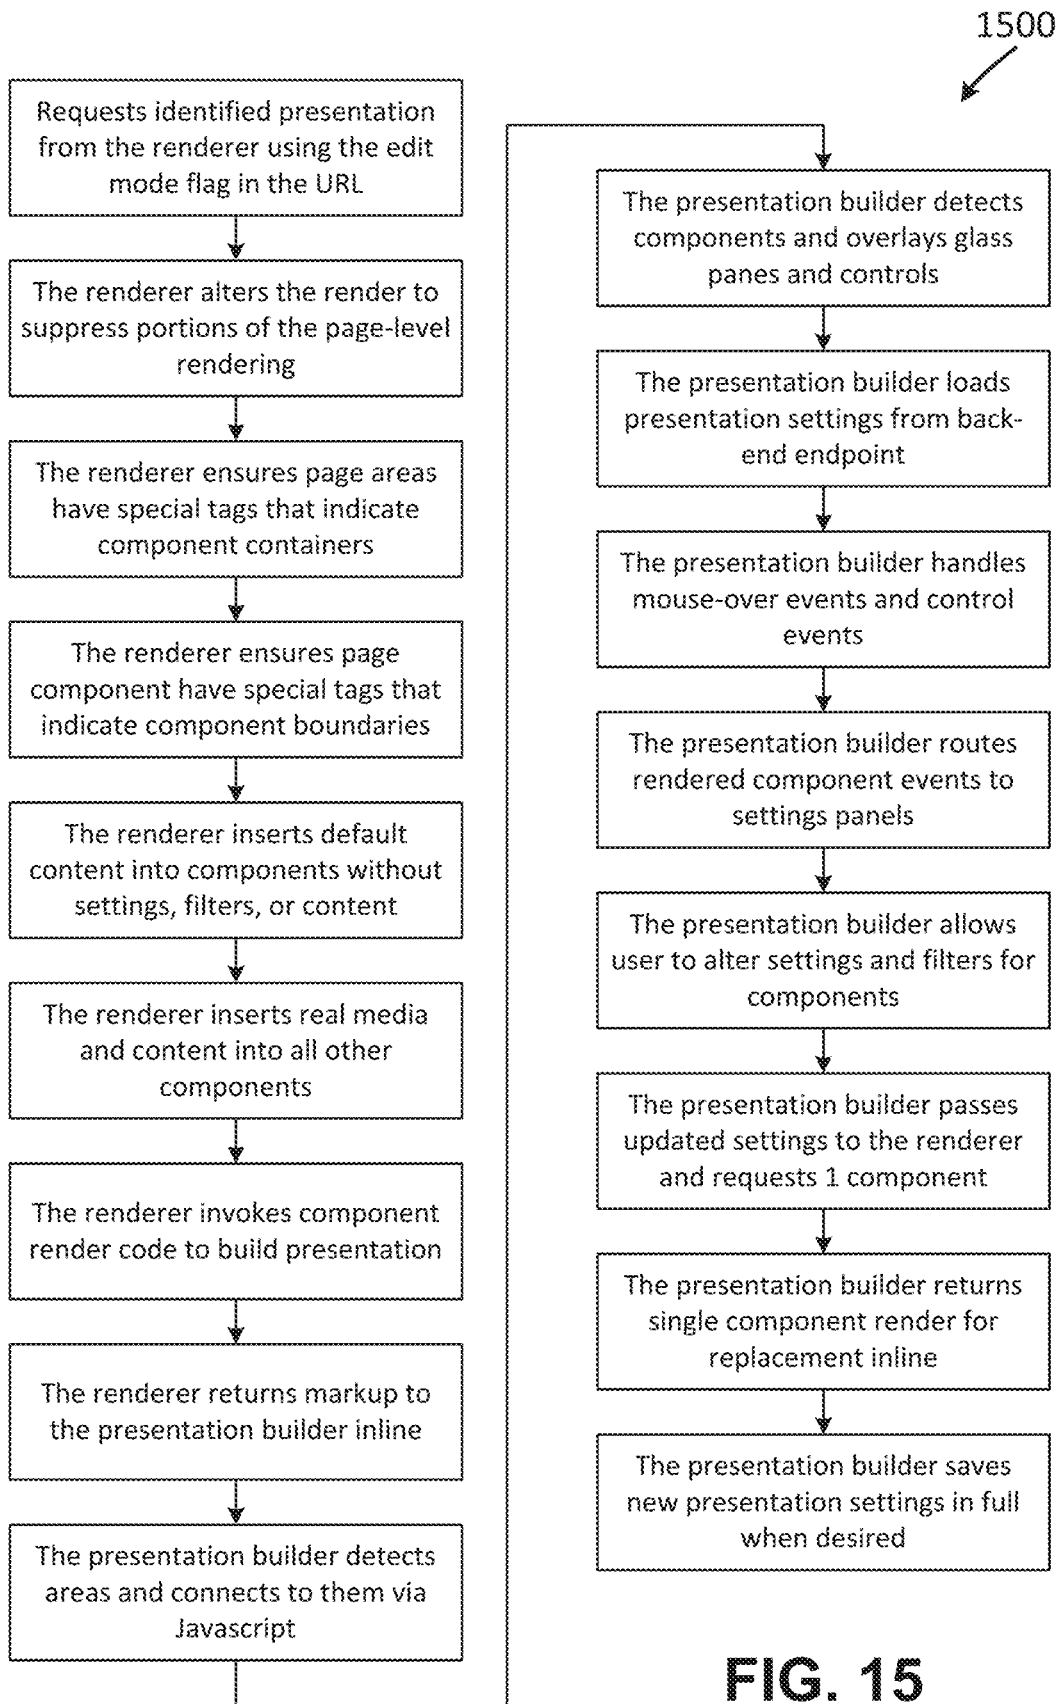 1500
Requests identified presentation
from the renderer using the edit
mode flag in the URL
The renderer alters the render to
suppress portions of the page-level
rendering
The renderer ensures page areas
have special tags that indicate
component containers
The renderer ensures page
component have special tags that
indicate component boundaries
The renderer inserts default
content into components without
settings, filters, or content
The renderer inserts real media
and content into all other
components
The renderer invokes component
render code to build presentation
The renderer returns markup to
the presentation builder inline
The presentation builder detects
areas and connects to them via
Javascript
The presentation builder detects
components and overlays glass
panes and controls
The presentation builder loads
presentation settings from back-
end endpoint
The presentation builder handles
mouse-over events and control
events
The presentation builder routes
rendered component events to
settings panels
The presentation builder allows
user to alter settings and filters for
components
The presentation builder passes
updated settings to the renderer
and requests 1 component
The presentation builder returns
single component render for
replacement inline
The presentation builder saves
new presentation settings in full
when desired
FIG. 15